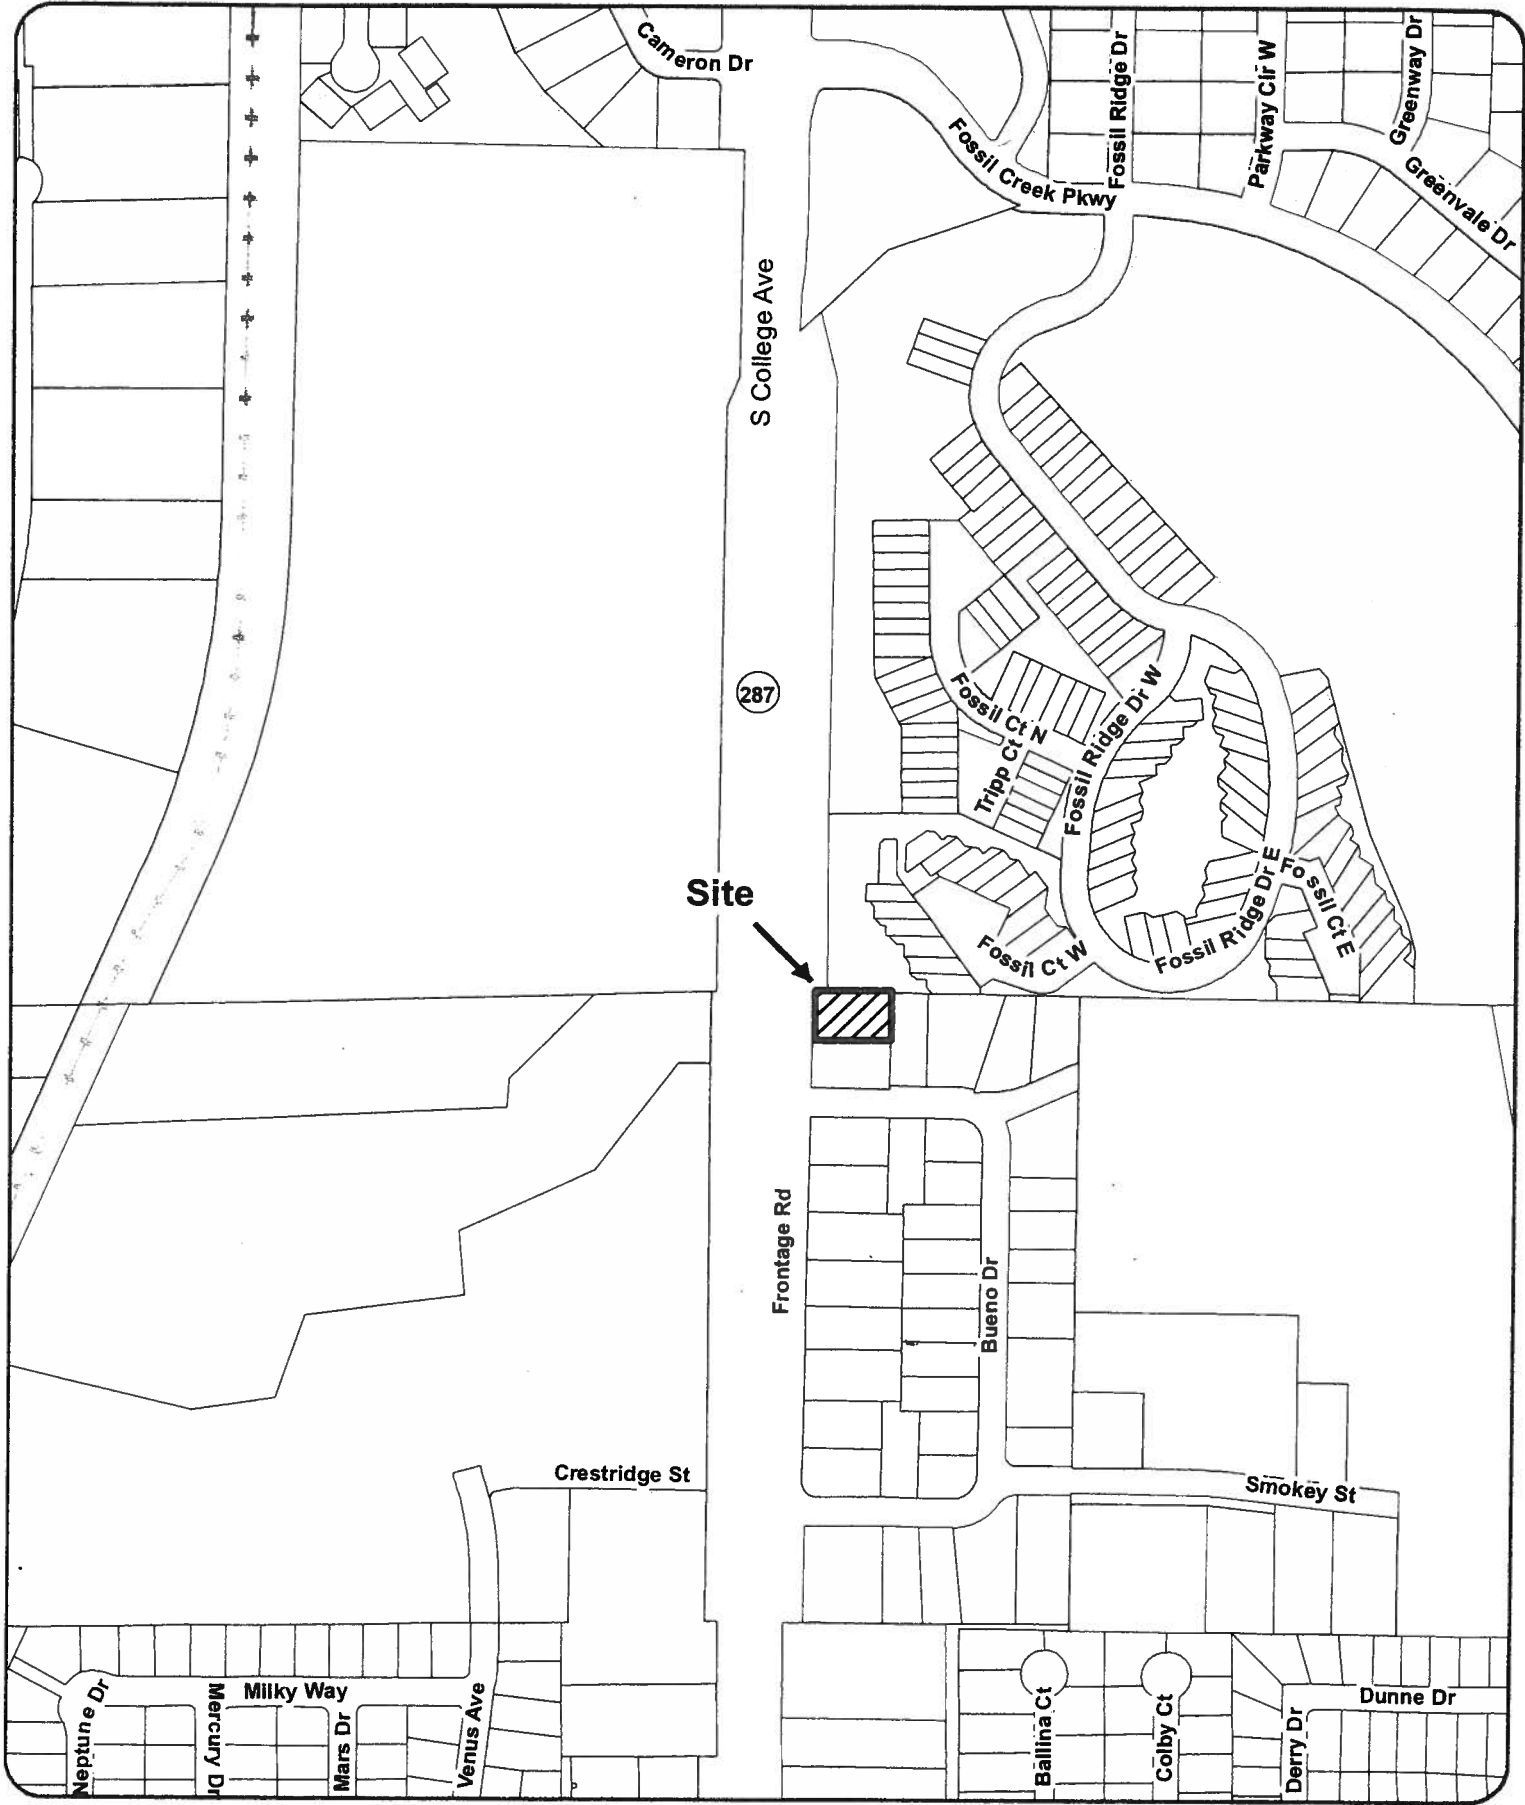 Cameron Dr
Fossil Creek Pkwy
Fossil Ridge Dr
Parkway Cir W
Greenway Dr
Greenvale Dr
S College Ave
287
Fossil Ct N
Tripp Ct
Fossil Ridge Dr W
Fossil Ridge Dr E
Fossil Ct E
Fossil Ct W
Site
Frontage Rd
Bueno Dr
Crestridge St
Smokey St
Neptune Dr
Mercury Dr
Milky Way
Mars Dr
Venus Ave
Ballina Ct
Colby Ct
Derry Dr
Dunne Dr